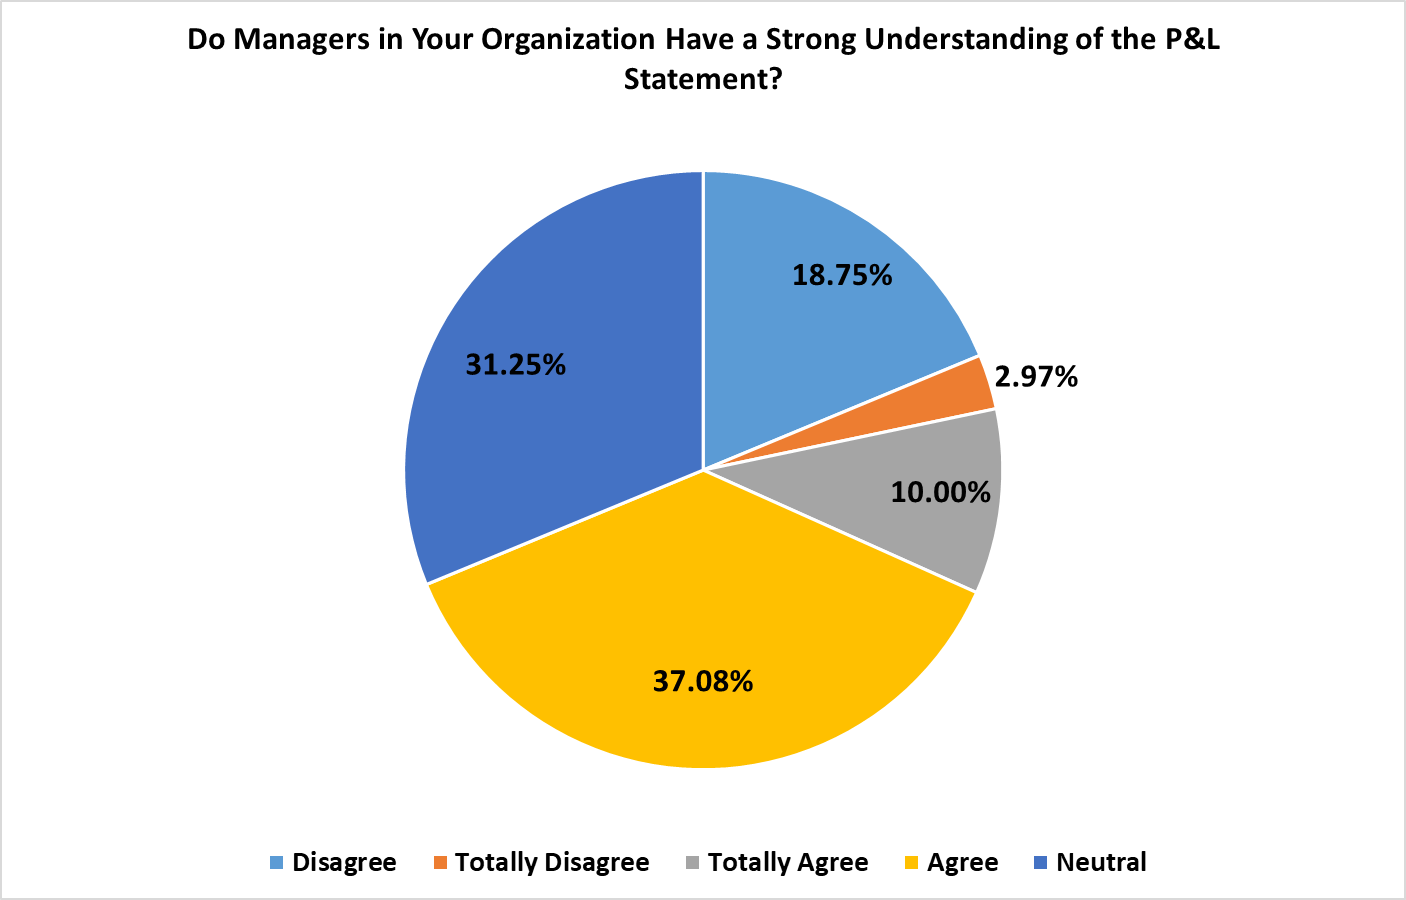 Do Managers in Your Organization Have a Strong Understanding of the P&L
Statement?
18.75%
2.97%
31.25%
10.00%
37.08%
Disagree Totally Disagree Totally Agree Agree Neutral